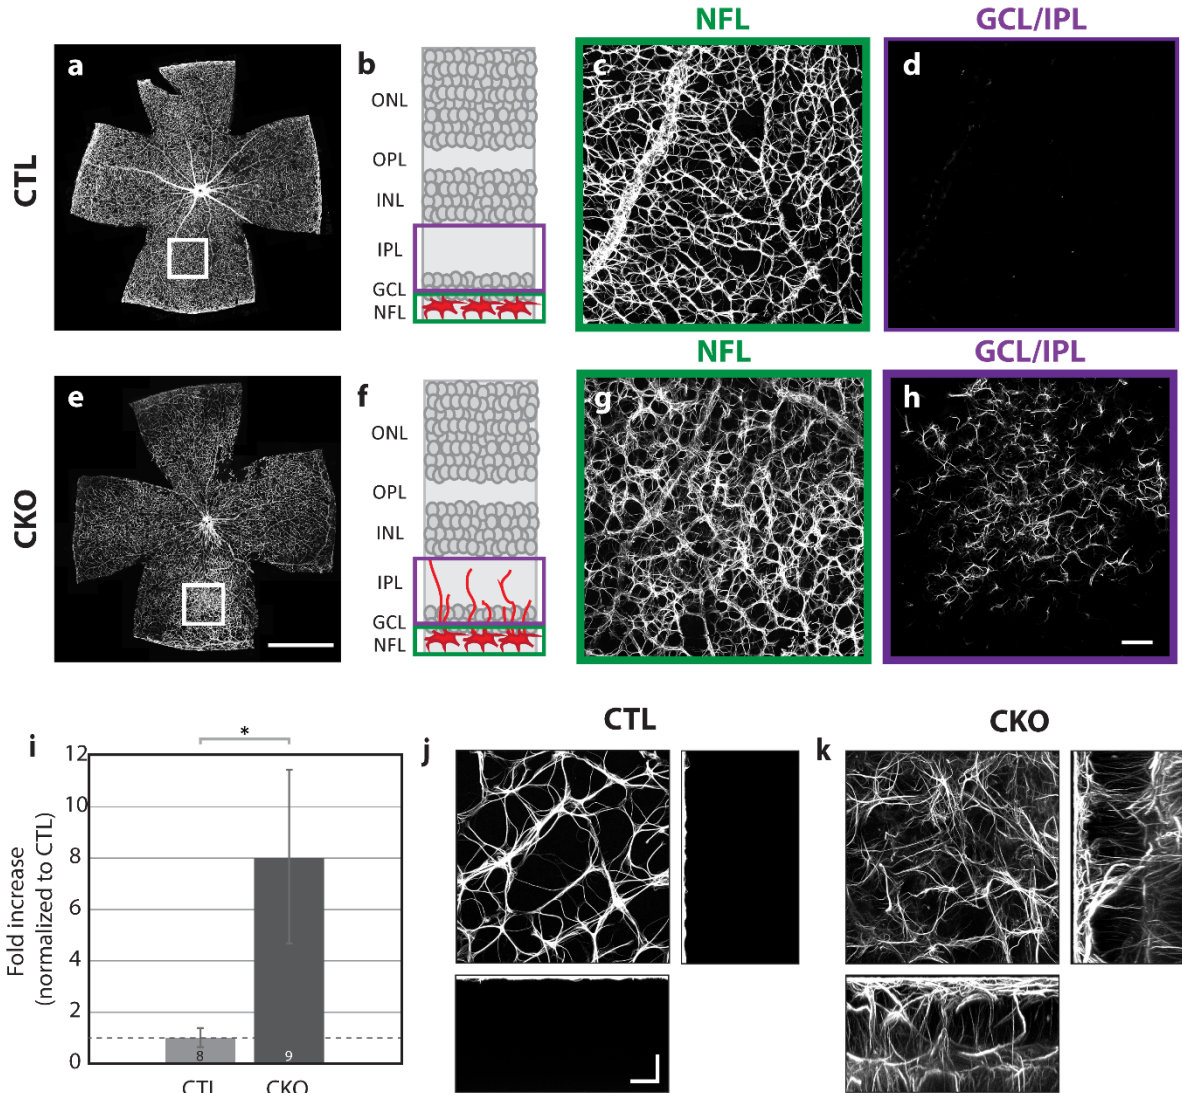 NFL
GCL/IPL
CTL
a
b
ONL
OPL
INL
IPL
GCL
NFL
c
d
NFL
GCL/IPL
CKO
e
f
ONL
OPL
INL
IPL
GCL
NFL
g
h
i
*
Fold increase
(normalized to CTL)
12
10
8
6
4
2
0
8
9
CTL
CKO
CTL
j
CKO
k